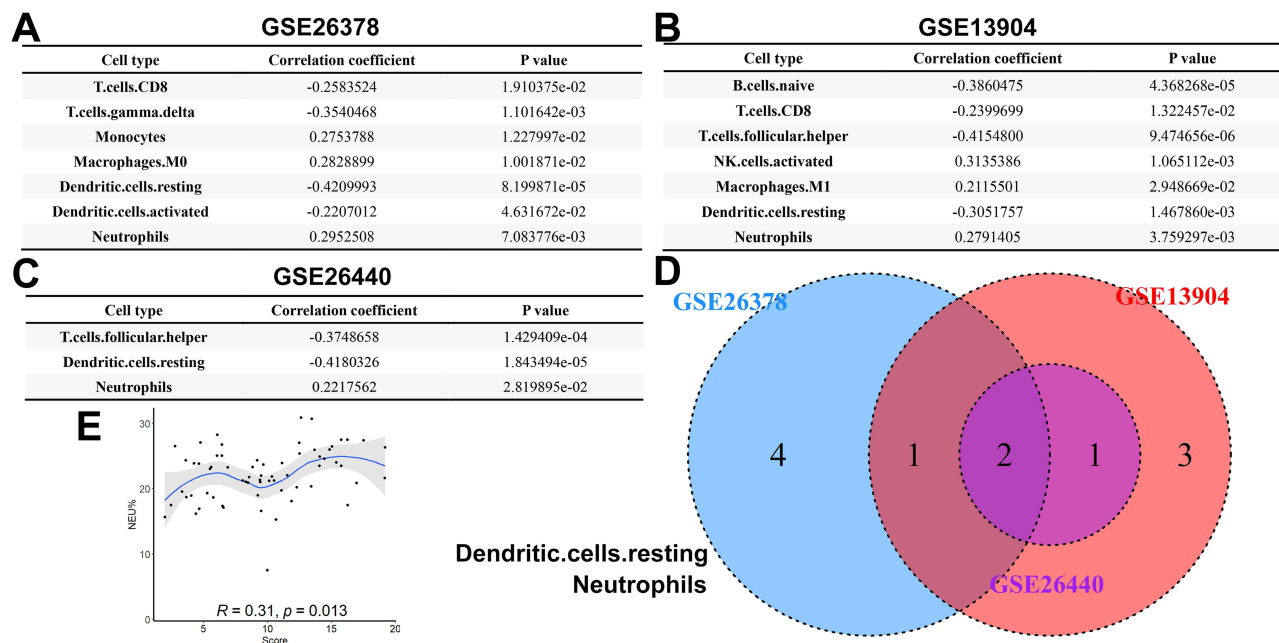 A
GSE26378
Cell type Correlation coefficient P value
T.cells.CD8 -0.2583524 1.910375e-02
T.cells.gamma.delta -0.3540468 1.101642e-03
Monocytes 0.2753788 1.227997e-02
Macrophages.M0 0.2828899 1.001871e-02
Dendritic.cells.resting -0.4209993 8.199871e-05
Dendritic.cells.activated -0.2207012 4.631672e-02
Neutrophils 0.2952508 7.083776e-03
B
GSE13904
Cell type Correlation coefficient P value
B.cells.naive -0.3860475 4.368268e-05
T.cells.CD8 -0.2399699 1.322457e-02
T.cells.follicular.helper -0.4154800 9.474656e-06
NK.cells.activated 0.3135386 1.065112e-03
Macrophages.M1 0.2115501 2.948669e-02
Dendritic.cells.resting -0.3051757 1.467860e-03
Neutrophils 0.2791405 3.759297e-03
C
GSE26440
Cell type Correlation coefficient P value
T.cells.follicular.helper -0.3748658 1.429409e-04
Dendritic.cells.resting -0.4180326 1.843494e-05
Neutrophils 0.2217562 2.819895e-02
D
GSE26378
GSE13904
4 1 2 1 3
GSE26440
Dendritic.cells.resting
Neutrophils
E
30
20
10
0
NEU%
R = 0.31, p = 0.013
5 10 15 20
Score